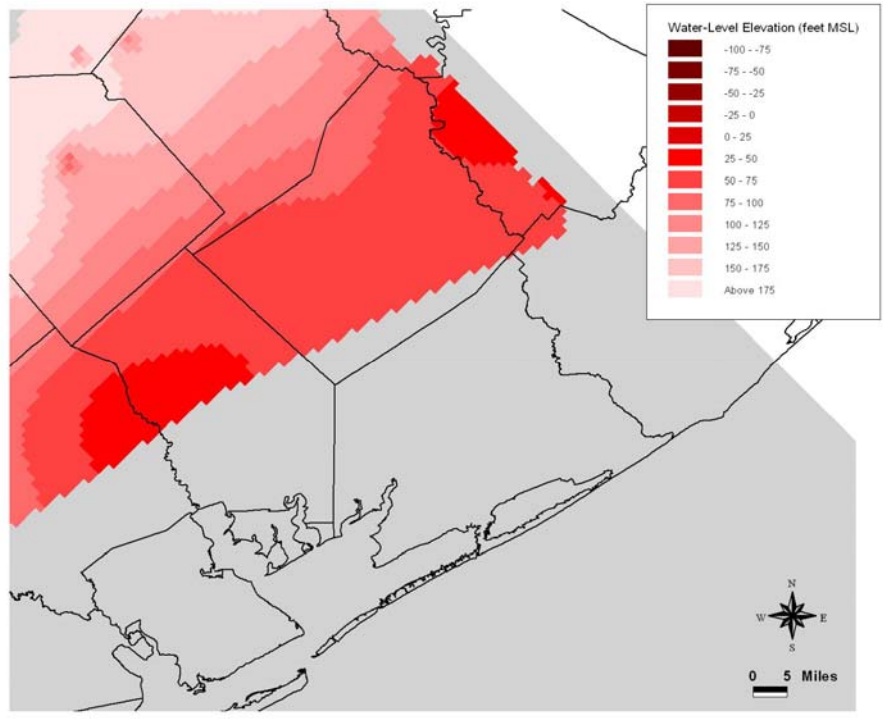 Water-Level Elevation (feet MSL)
-100 - -75
-75 - -50
-50 - -25
-25 - 0
0 - 25
25 - 50
50 - 75
75 - 100
100 - 125
125 - 150
150 - 175
Above 175
N
W E
S
0 5 Miles